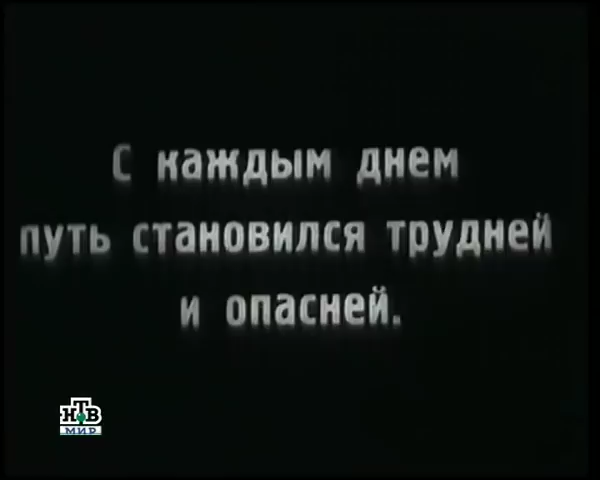 С каждым днем
путь становился трудней
и опасней.
НТВ
МИР